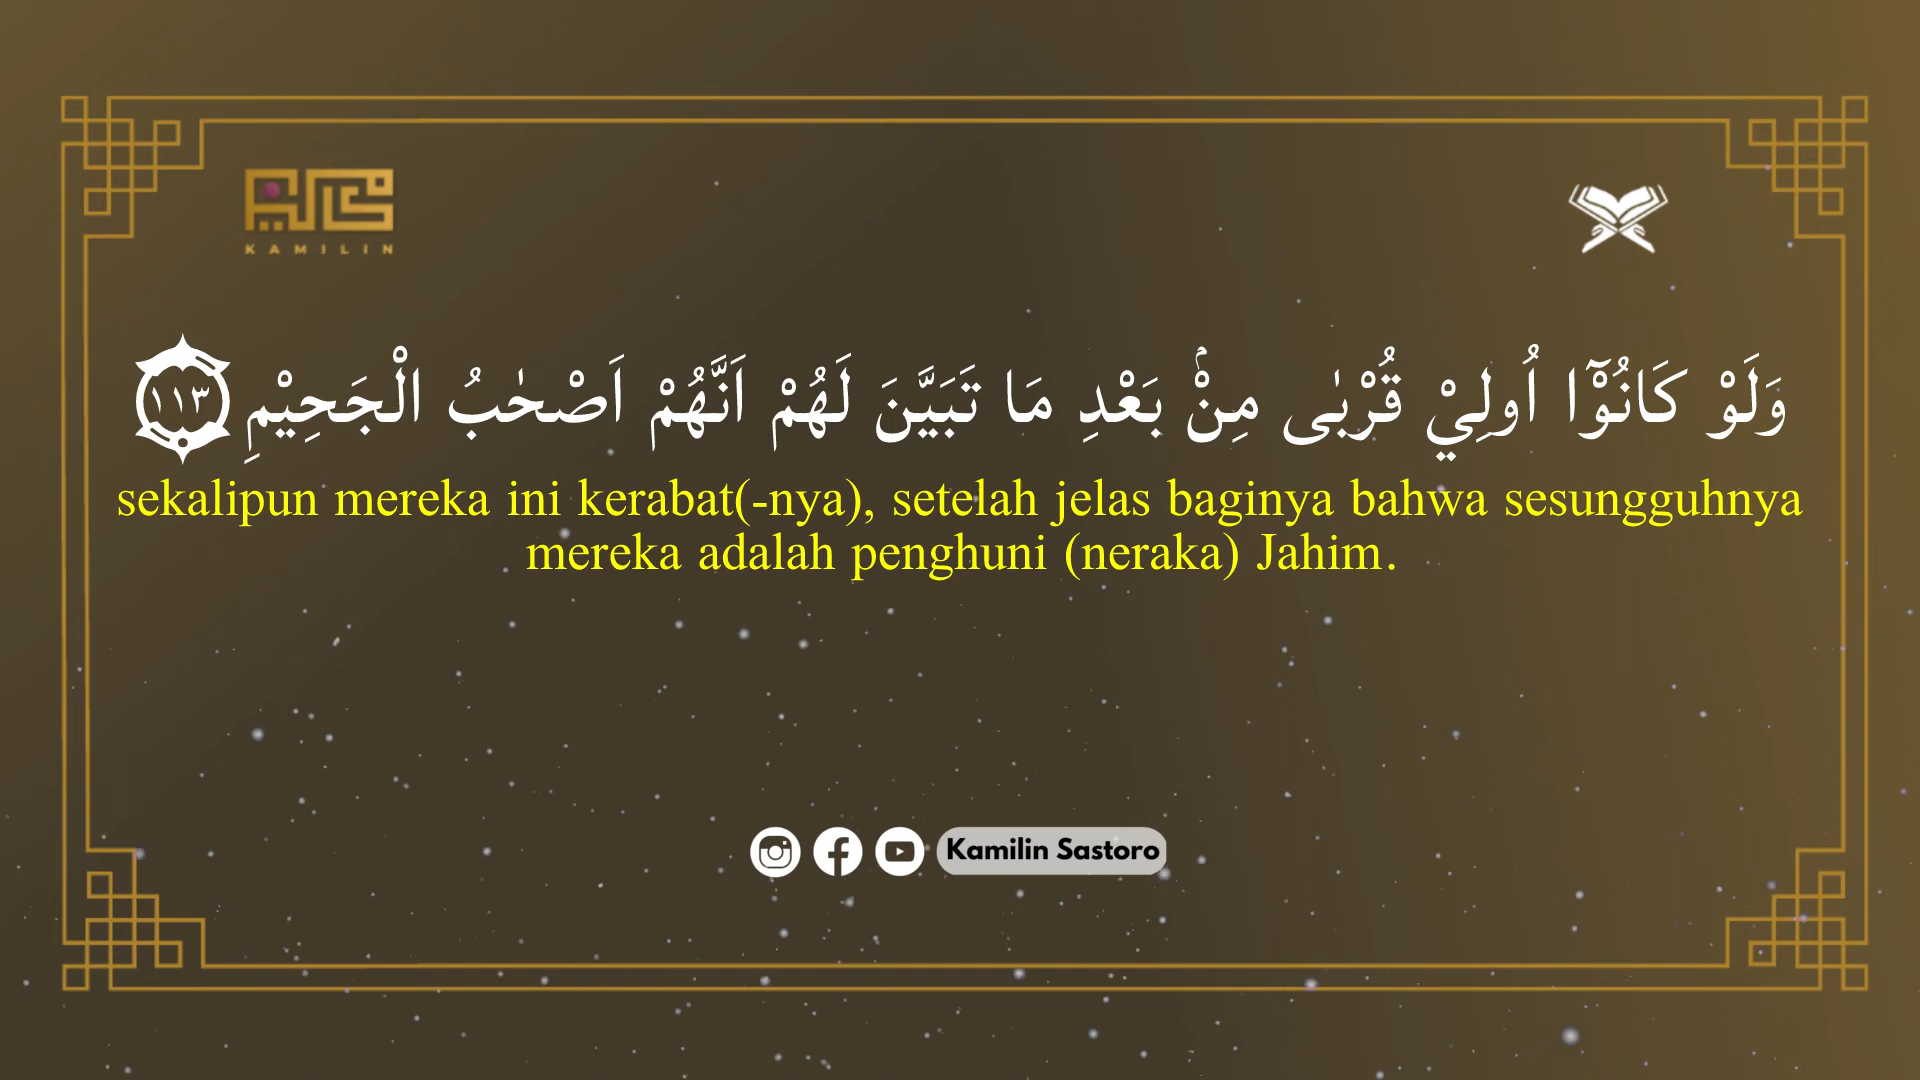 KAMILIN
وَلَوْ كَانُوْٓا اُولِيْ قُرْبٰى مِنْۢ بَعْدِ مَا تَبَيَّنَ لَهُمْ اَنَّهُمْ اَصْحٰبُ الْجَحِيْمِ ١١٣
sekalipun mereka ini kerabat(-nya), setelah jelas baginya bahwa sesungguhnya
mereka adalah penghuni (neraka) Jahim.
Kamilin Sastoro